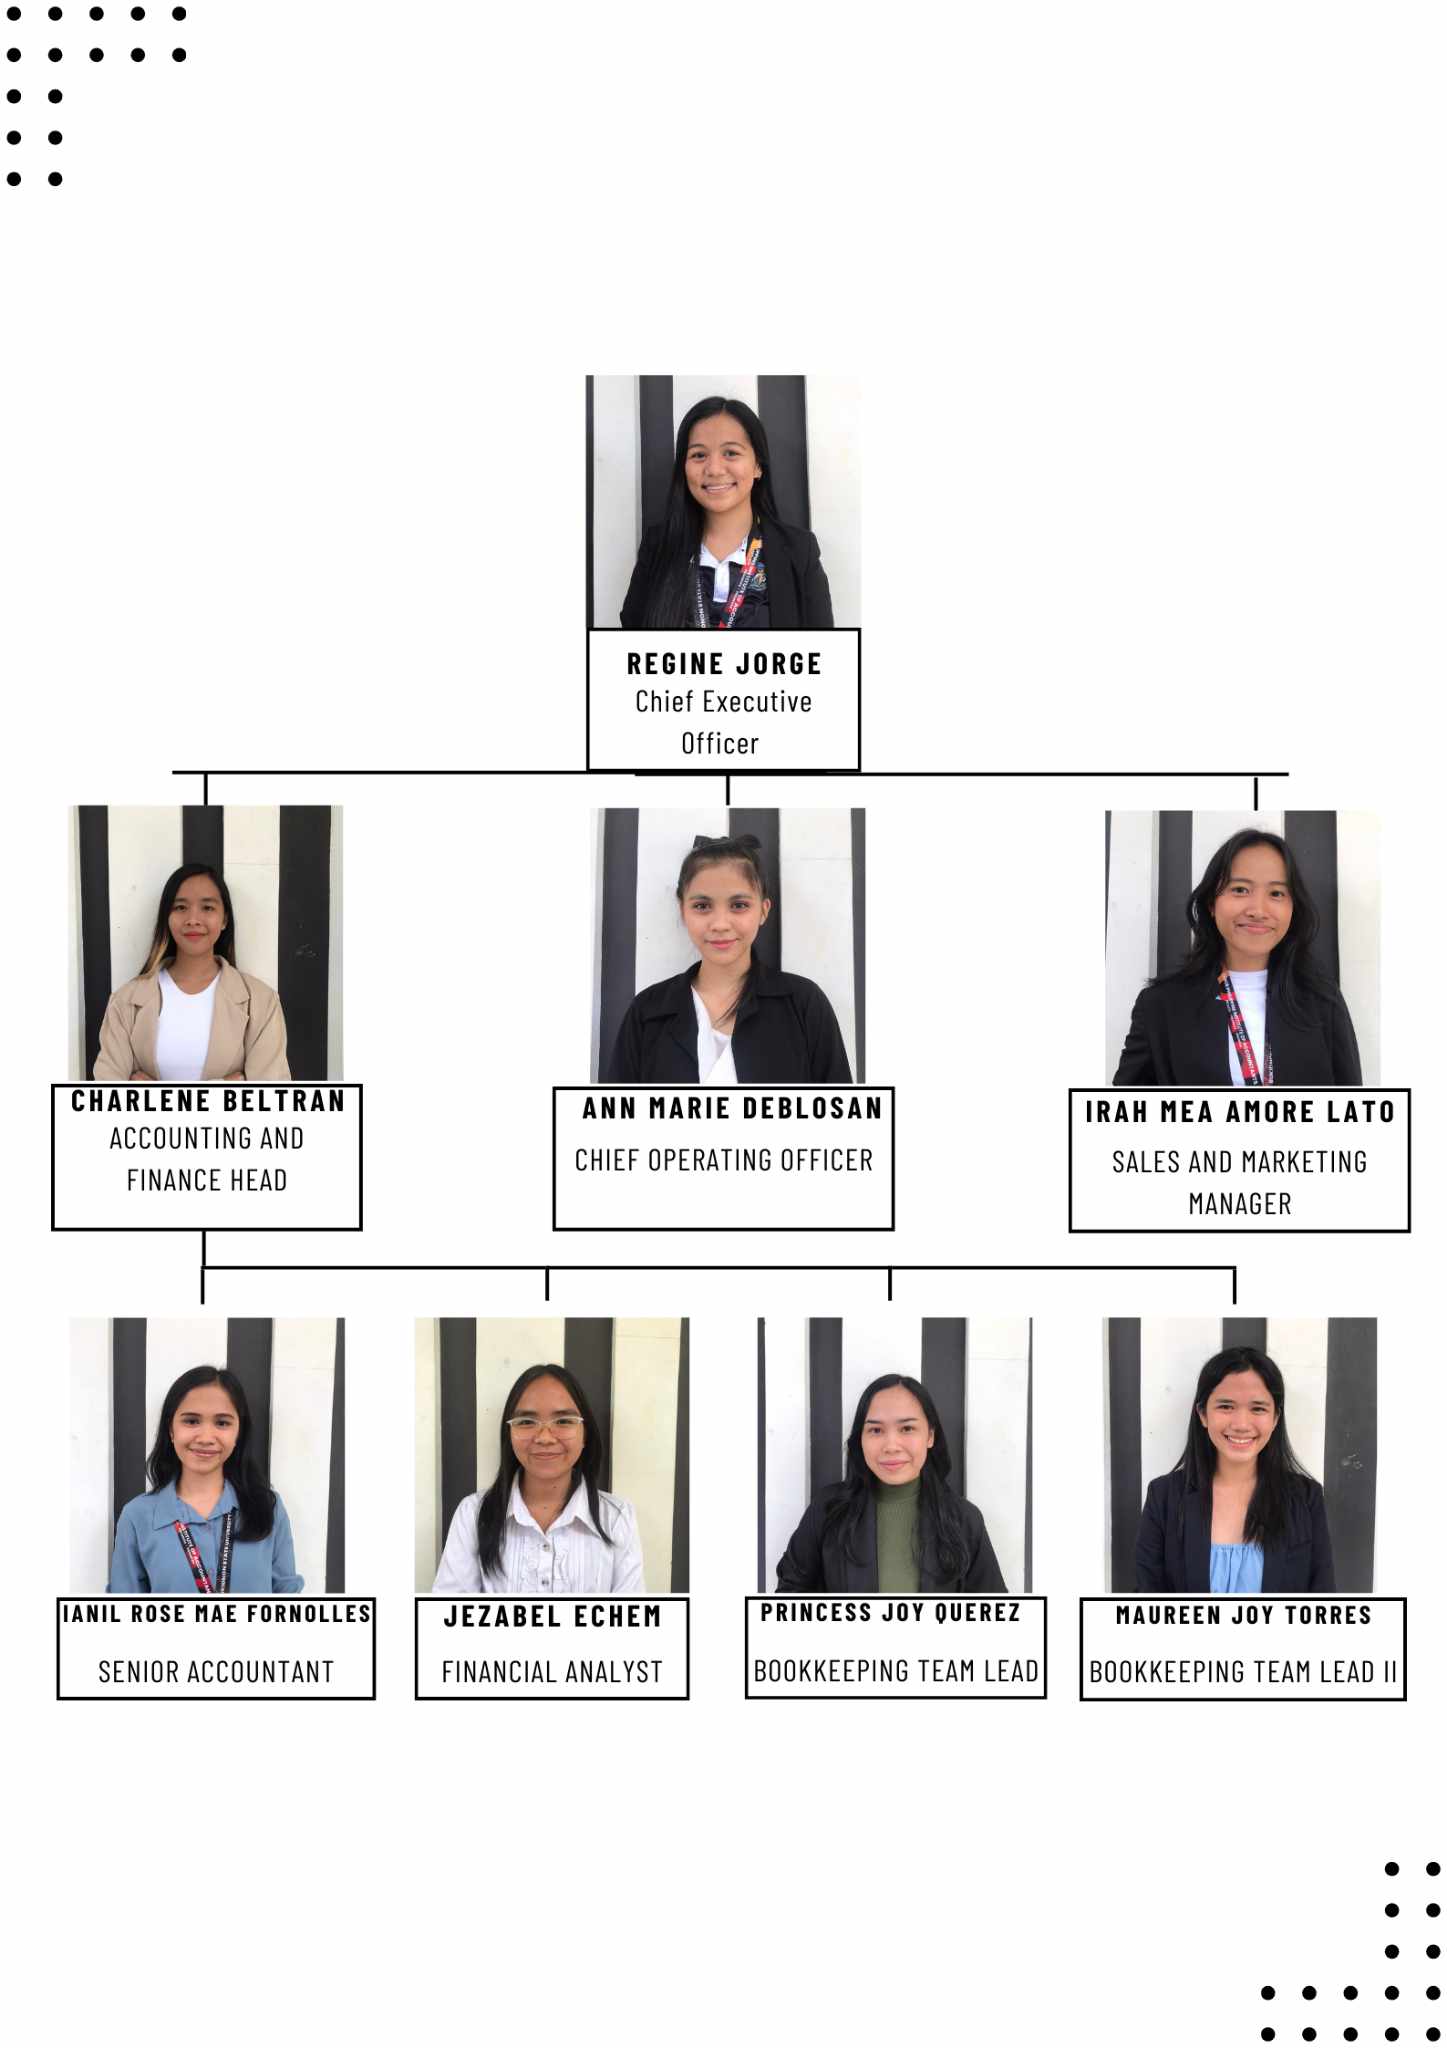 REGINE JORGE
Chief Executive
Officer
CHARLENE BELTRAN
ACCOUNTING AND
FINANCE HEAD
ANN MARIE DEBLOSAN
CHIEF OPERATING OFFICER
IRAH MEA AMORE LATO
SALES AND MARKETING
MANAGER
IANIL ROSE MAE FORNOLLES
SENIOR ACCOUNTANT
JEZABEL ECHEM
FINANCIAL ANALYST
PRINCESS JOY QUEREZ
BOOKKEEPING TEAM LEAD
MAUREEN JOY TORRES
BOOKKEEPING TEAM LEAD II